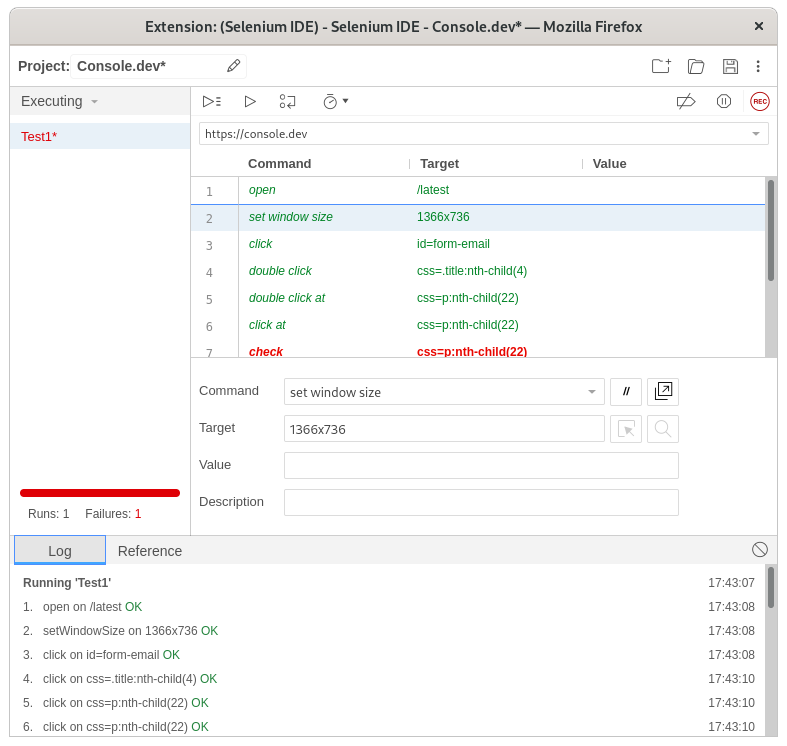 Extension: (Selenium IDE) - Selenium IDE - Console.dev* — Mozilla Firefox ×
Project: Console.dev*
Executing
REC
Test1*
https://console.dev
Command Target Value
1 open /latest
2 set window size 1366x736
3 click id=form-email
4 double click css=.title:nth-child(4)
5 double click at css=p:nth-child(22)
6 click at css=p:nth-child(22)
7 check css=p:nth-child(22)
Command set window size //
Target 1366x736
Value
Description
Runs: 1 Failures: 1
Log Reference
Running 'Test1' 17:43:07
1. open on /latest OK 17:43:08
2. setWindowSize on 1366x736 OK 17:43:08
3. click on id=form-email OK 17:43:08
4. click on css=.title:nth-child(4) OK 17:43:10
5. click on css=p:nth-child(22) OK 17:43:10
6. click on css=p:nth-child(22) OK 17:43:10